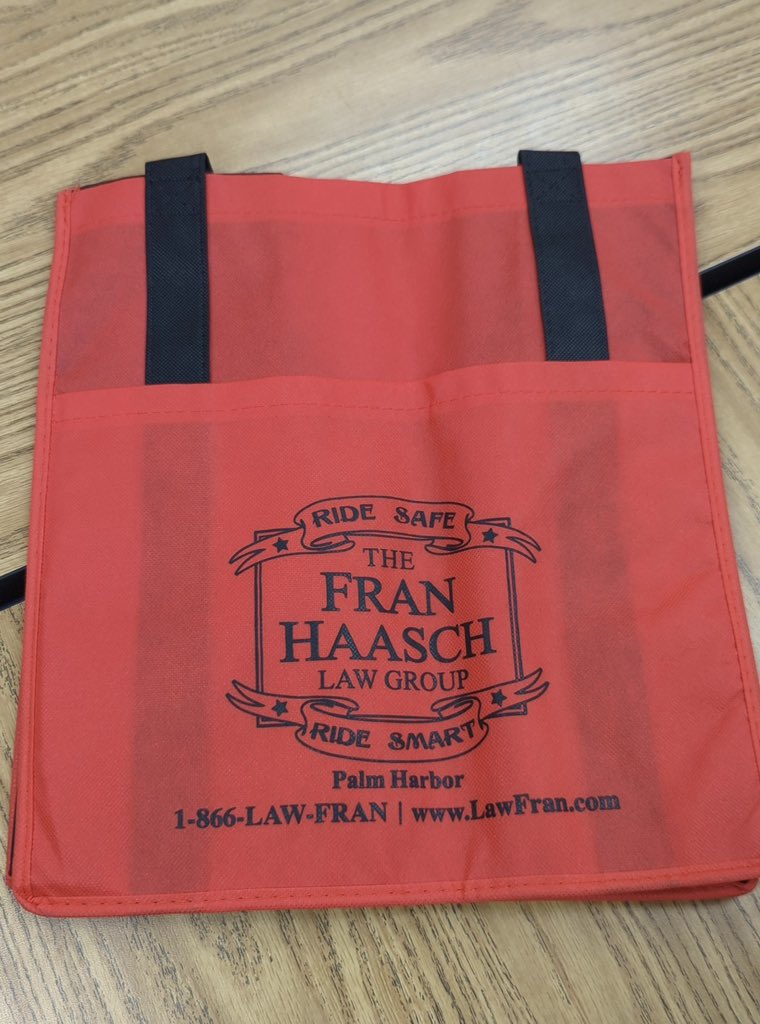 RIDE SAFE
THE
FRAN
HAASCH
LAW GROUP
RIDE SMART
Palm Harbor
1-866-LAW-FRAN | www.LawFran.com